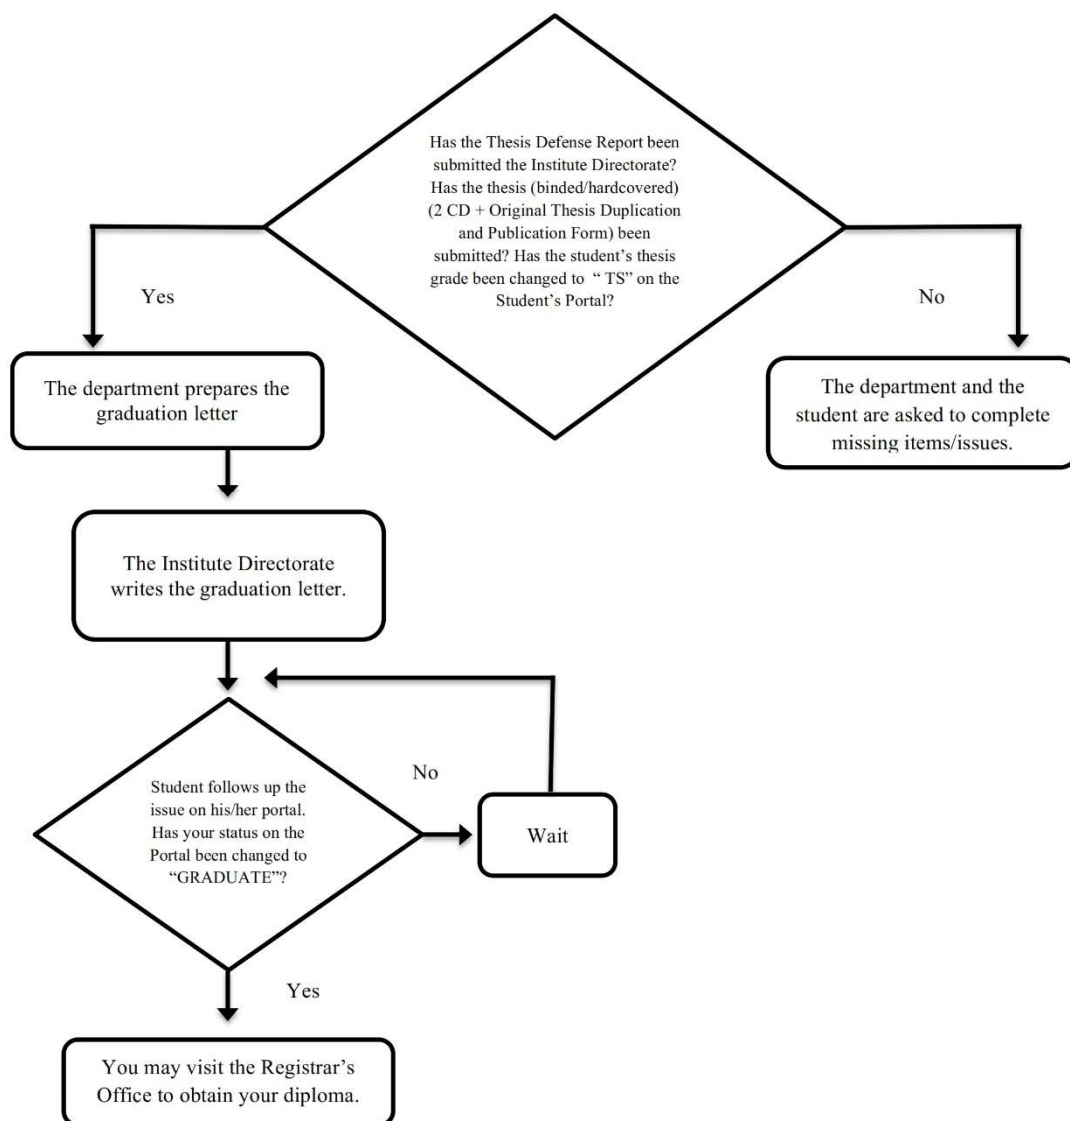 Has the Thesis Defense Report been
submitted the Institute Directorate?
Has the thesis (binded/hardcovered)
(2 CD + Original Thesis Duplication
and Publication Form) been
submitted? Has the student’s thesis
grade been changed to “ TS” on the
Student’s Portal?
Yes
No
The department prepares the
graduation letter
The department and the
student are asked to complete
missing items/issues.
The Institute Directorate
writes the graduation letter.
Student follows up the
issue on his/her portal.
Has your status on the
Portal been changed to
“GRADUATE”?
No
Wait
Yes
You may visit the Registrar’s
Office to obtain your diploma.